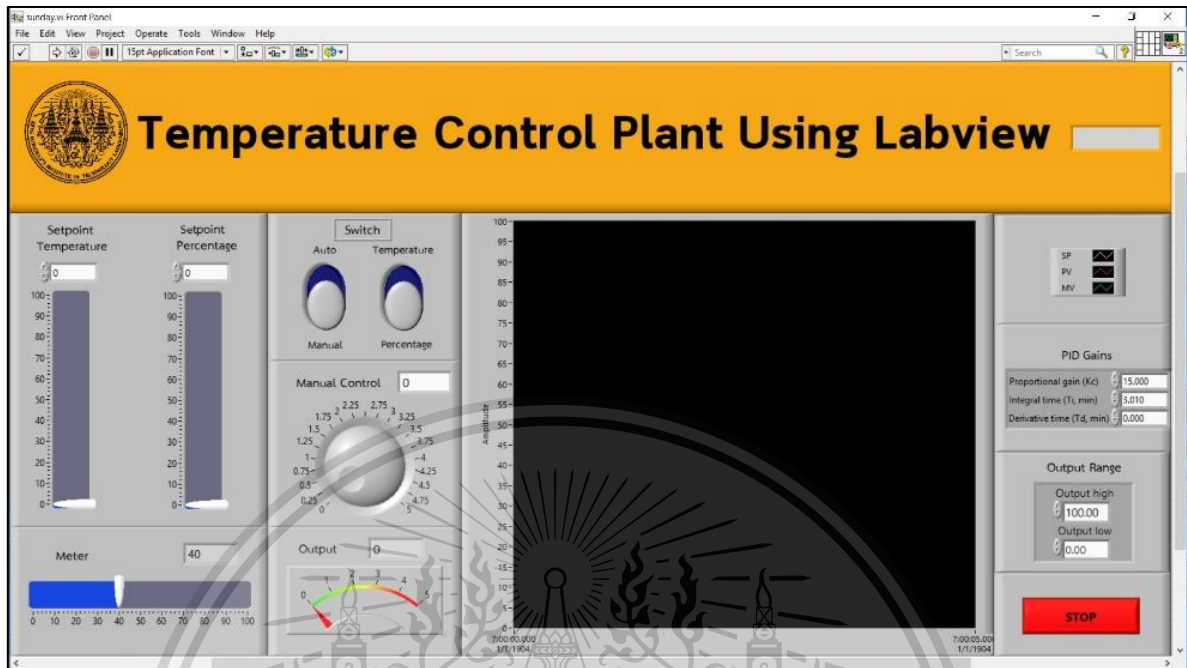 sunday.vi Front Panel
File Edit View Project Operate Tools Window Help
15pt Application Font
Search
2
Temperature Control Plant Using Labview
Setpoint Temperature
0
100
90
80
70
60
50
40
30
20
10
0
Setpoint Percentage
0
100
90
80
70
60
50
40
30
20
10
0
Switch
Auto Temperature
Manual Percentage
Manual Control 0
0 0.25 0.5 0.75 1 1.25 1.5 1.75 2 2.25 2.75 3 3.25 3.5 3.75 4 4.25 4.5 4.75 5
Meter 40
0 10 20 30 40 50 60 70 80 90 100
Output 0
0 1 2 3 4 5
Amplitude
100
95
90
85
80
75
70
65
60
55
50
45
40
35
30
25
20
15
10
5
0
7:00:00.000 7:00:05.00
1/1/1904 1/1/1904
SP
PV
MV
PID Gains
Proportional gain (Kc) 15.000
Integral time (Ti, min) 3.010
Derivative time (Td, min) 0.000
Output Range
Output high
100.00
Output low
0.00
STOP